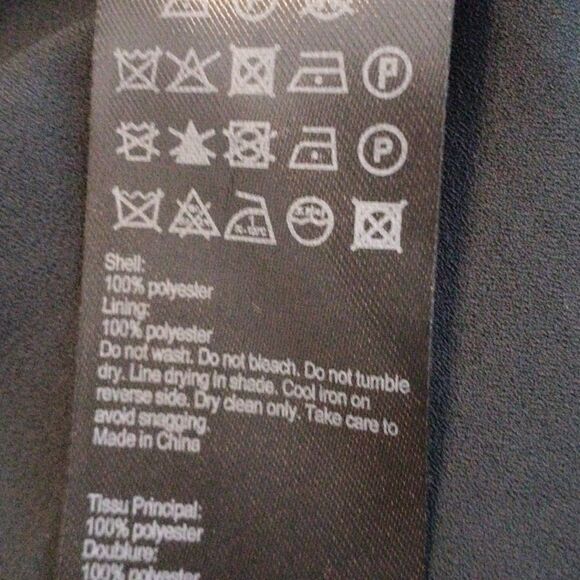 P
P
Shell:
100% polyester
Lining:
100% polyester
Do not wash. Do not bleach. Do not tumble
dry. Line drying in shade. Cool iron on
reverse side. Dry clean only. Take care to
avoid snagging.
Made in China
Tissu Principal:
100% polyester
Doublure:
100% polyester